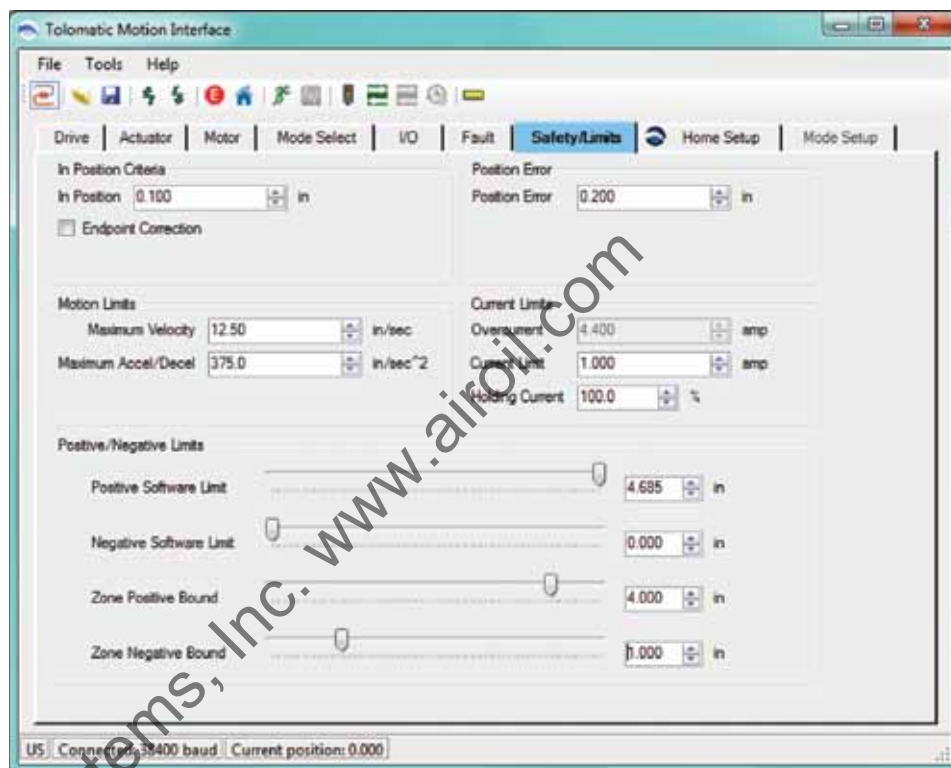 Tolomatic Motion Interface
File Tools Help
Drive Actuator Motor Mode Select I/O Fault Safety/Limits Home Setup Mode Setup
In Position Criteria
In Position 0.100 in
Endpoint Correction
Position Error
Position Error 0.200 in
Motion Limits
Maximum Velocity 12.50 in/sec
Maximum Accel/Decel 375.0 in/sec^2
Current Limits
Overcurrent 4.400 amp
Current Limit 1.000 amp
Holding Current 100.0 %
Positive/Negative Limits
Positive Software Limit 4.685 in
Negative Software Limit 0.000 in
Zone Positive Bound 4.000 in
Zone Negative Bound 1.000 in
US Connected: 38400 baud Current position: 0.000
tems, Inc. www.airoil.com